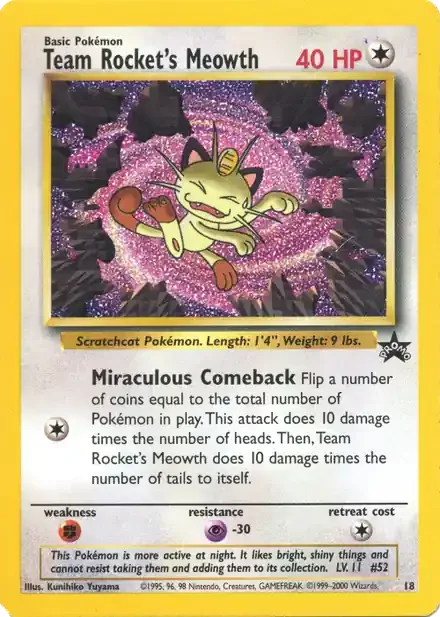 Basic Pokémon
Team Rocket's Meowth 40 HP
Scratchcat Pokémon. Length: 1'4", Weight: 9 lbs.
PROMO
Miraculous Comeback Flip a number
of coins equal to the total number of
Pokémon in play. This attack does 10 damage
times the number of heads. Then, Team
Rocket's Meowth does 10 damage times the
number of tails to itself.
weakness resistance retreat cost
-30
This Pokémon is more active at night. It likes bright, shiny things and
cannot resist taking them and adding them to its collection. LV. 11 #52
Illus. Kunihiko Yuyama ©1995, 96, 98 Nintendo, Creatures, GAMEFREAK. ©1999-2000 Wizards. 18